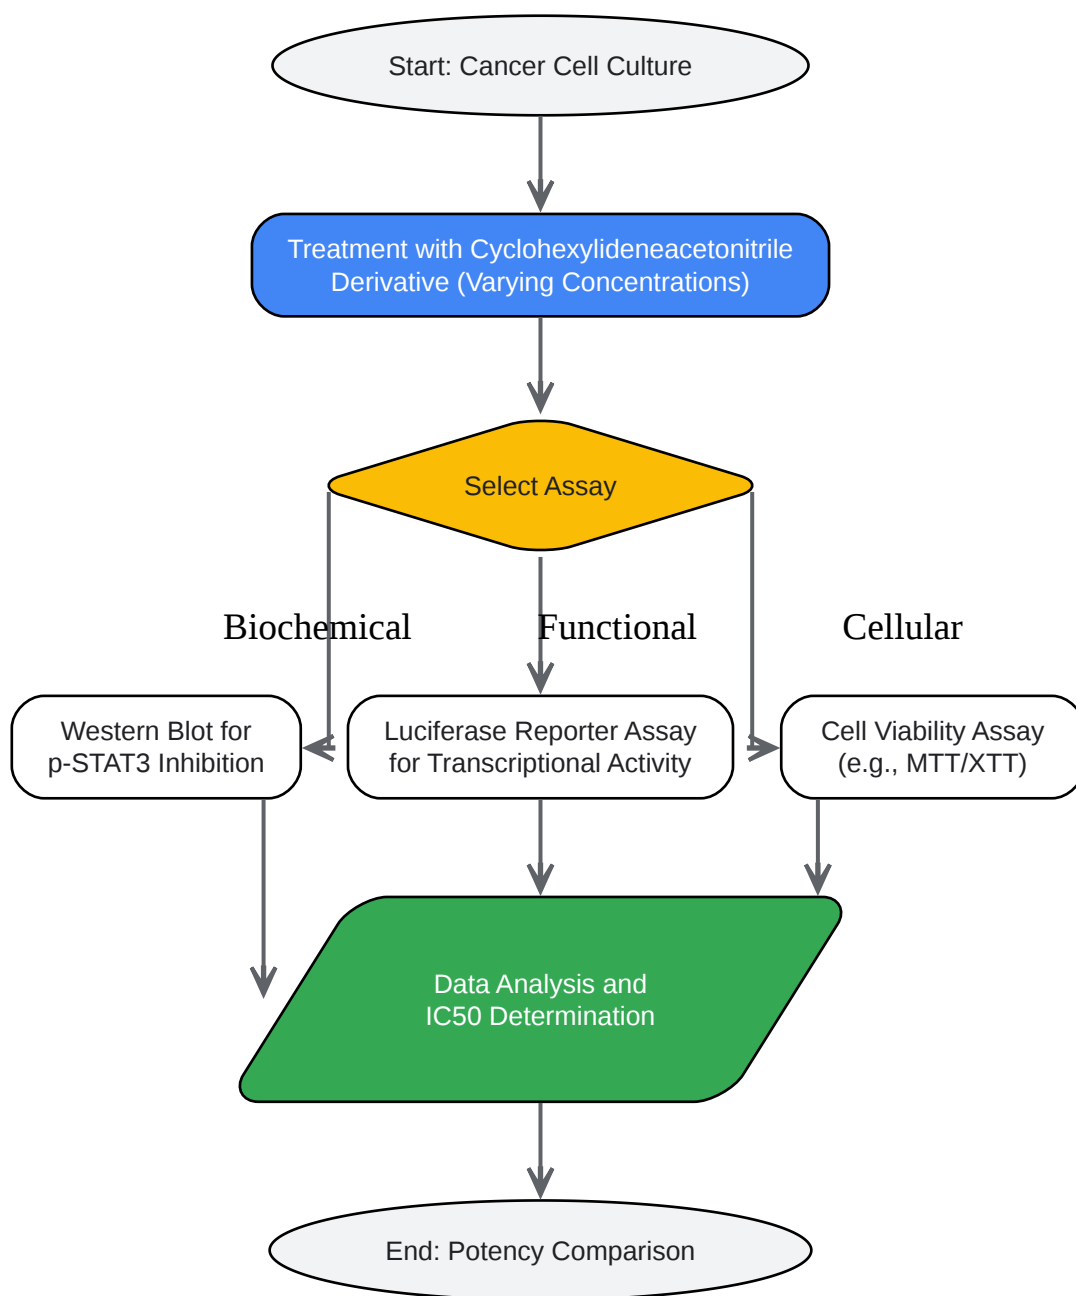 Start: Cancer Cell Culture
Treatment with Cyclohexylideneacetonitrile
Derivative (Varying Concentrations)
Select Assay
Biochemical
Functional
Cellular
Western Blot for
p-STAT3 Inhibition
Luciferase Reporter Assay
for Transcriptional Activity
Cell Viability Assay
(e.g., MTT/XTT)
Data Analysis and
IC50 Determination
End: Potency Comparison